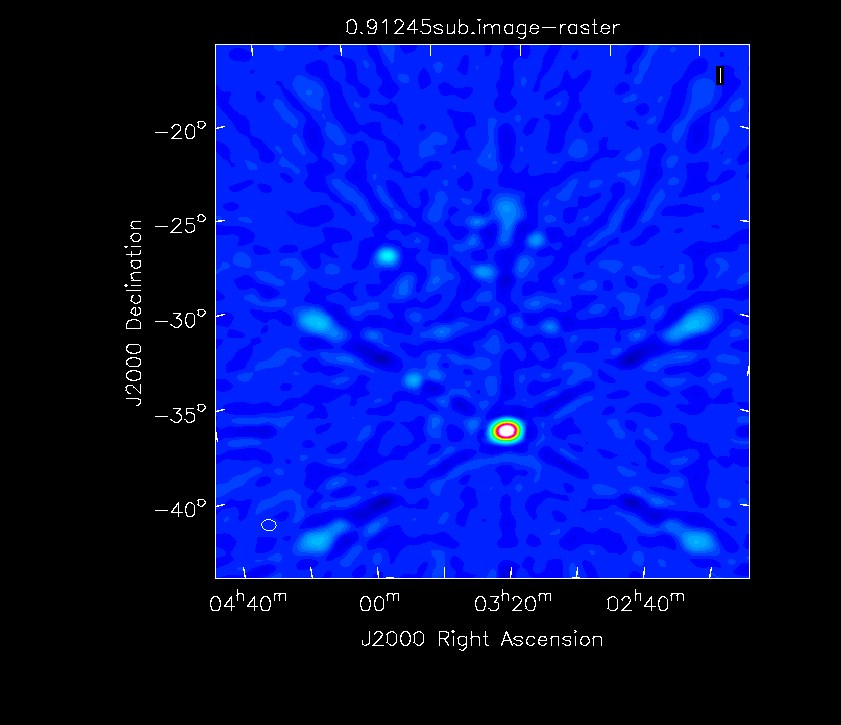 0.91245sub.image-raster
I
-20°
-25°
-30°
-35°
-40°
J2000 Declination
04ʰ40ᵐ 00ᵐ 03ʰ20ᵐ 02ʰ40ᵐ
J2000 Right Ascension